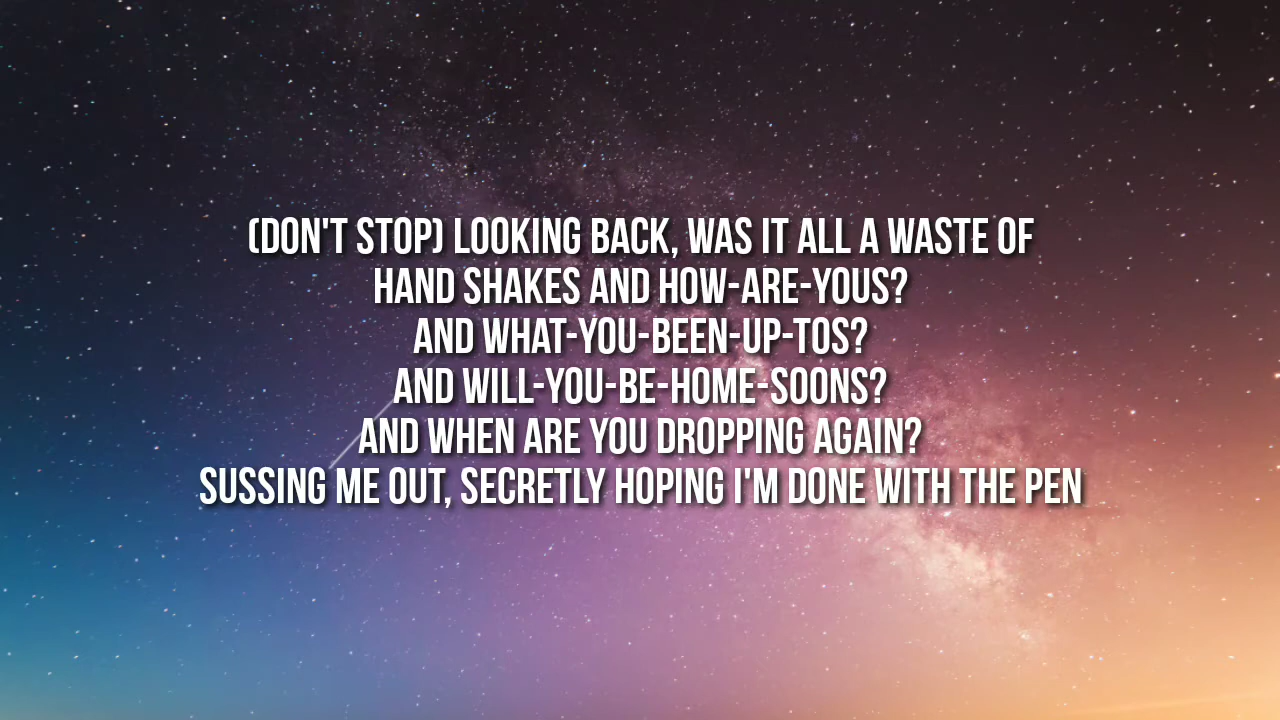 (DON'T STOP) LOOKING BACK, WAS IT ALL A WASTE OF
HAND SHAKES AND HOW-ARE-YOUS?
AND WHAT-YOU-BEEN-UP-TOS?
AND WILL-YOU-BE-HOME-SOONS?
AND WHEN ARE YOU DROPPING AGAIN?
SUSSING ME OUT, SECRETLY HOPING I'M DONE WITH THE PEN